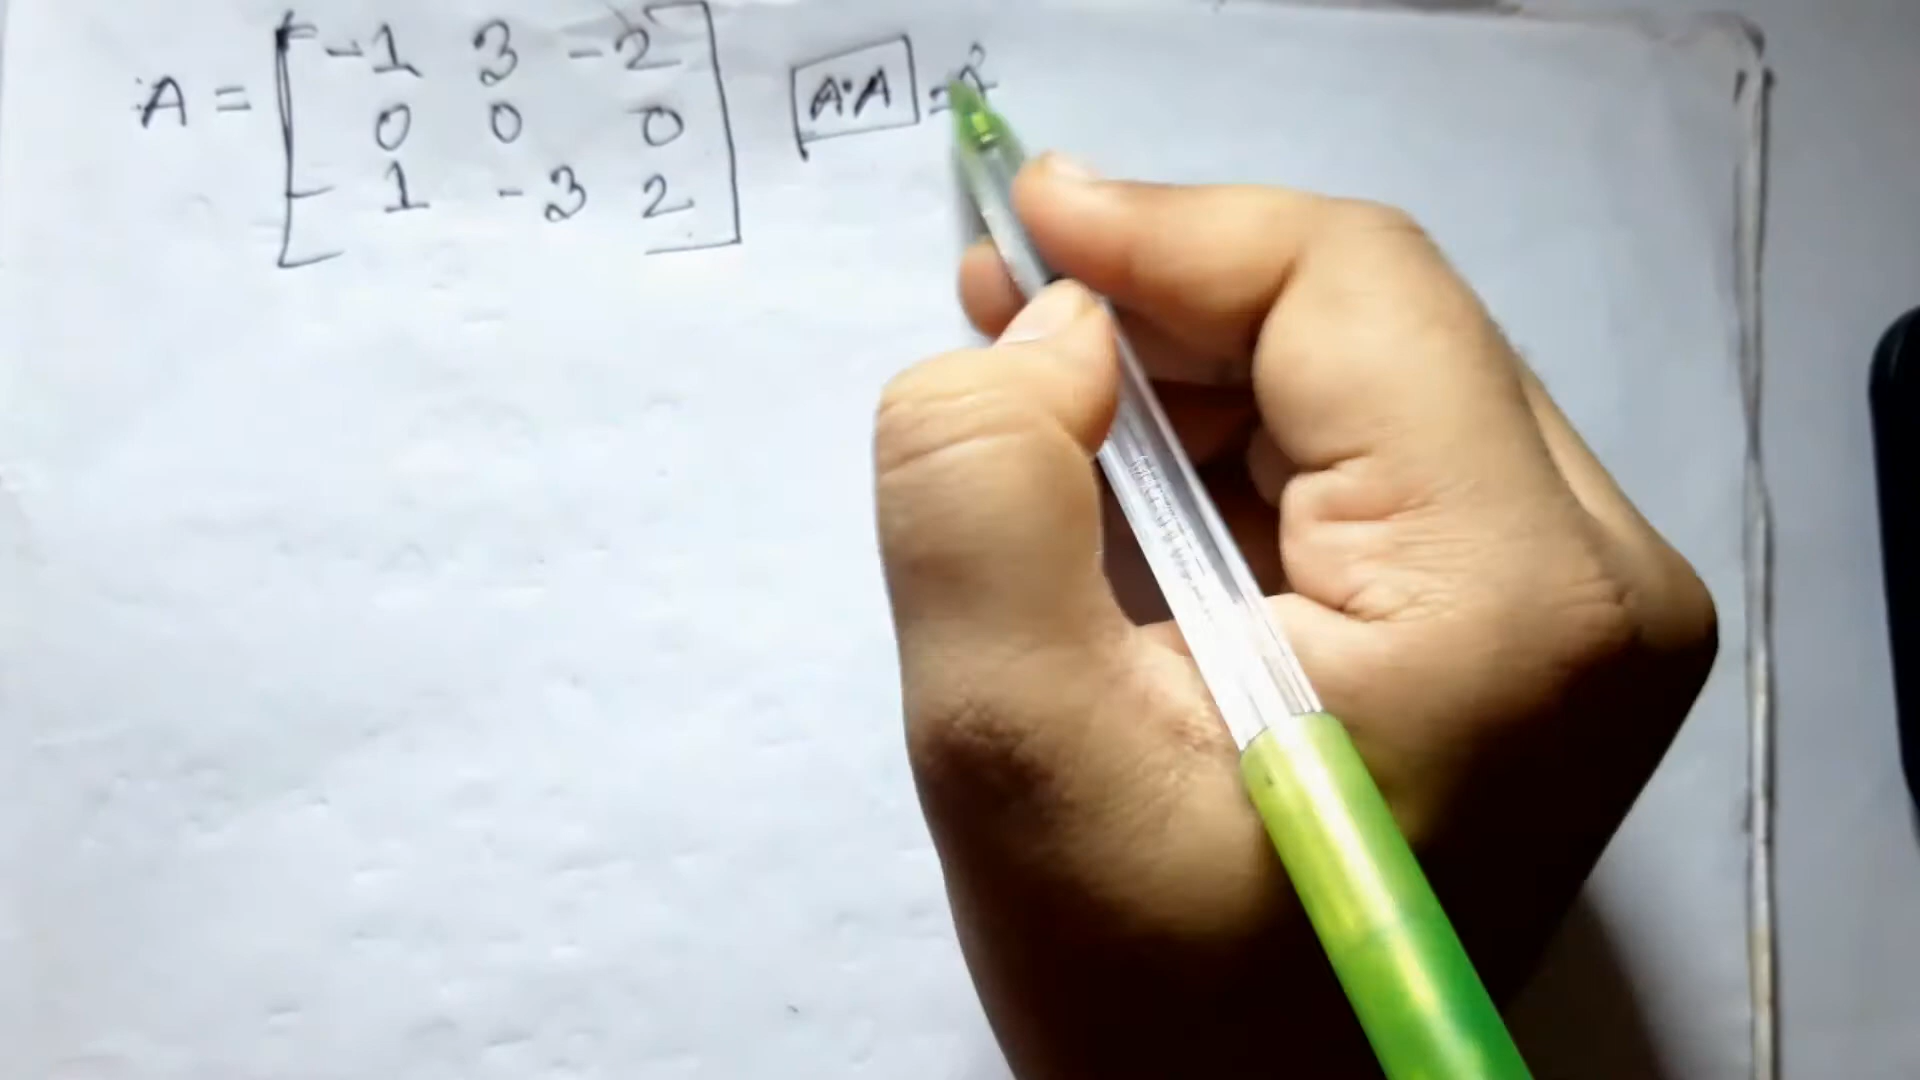 A = [ -1 3 -2 A·A = A²
0 0 0
1 -3 2 ]